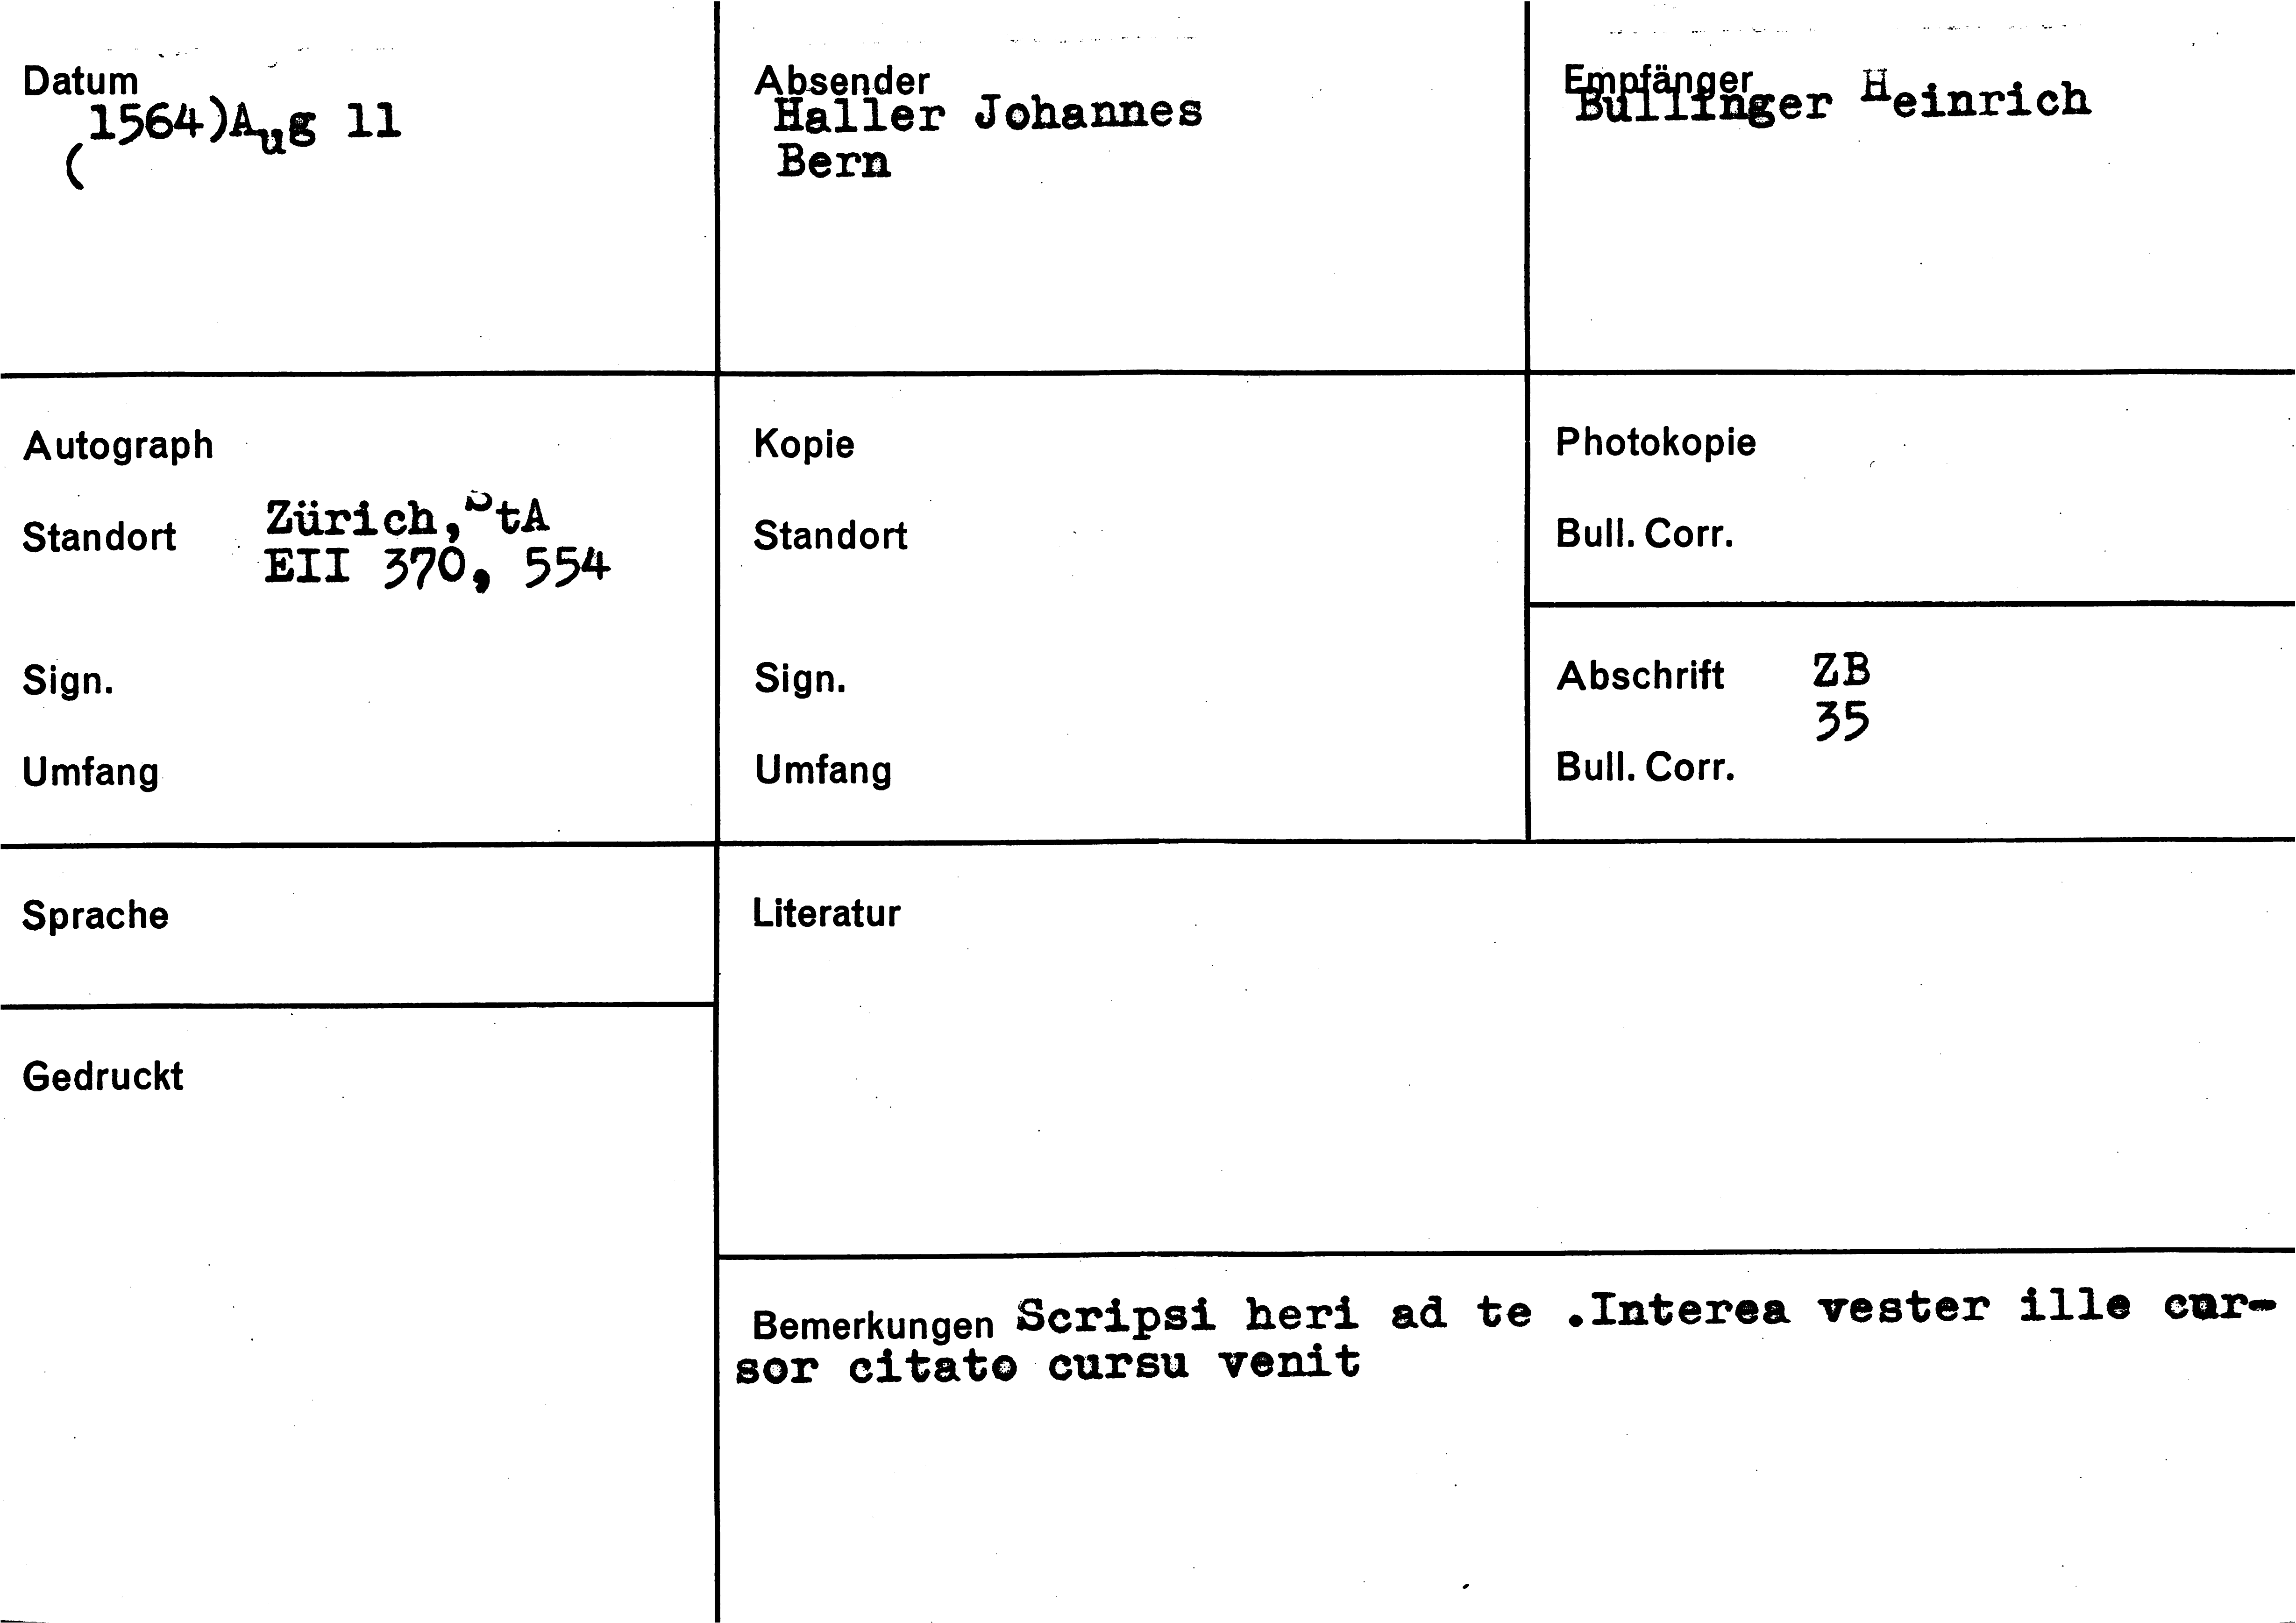 Datum
(1564)Aug 11
Absender
Haller Johannes
Bern
Empfänger
Bullinger Heinrich
Autograph
Standort Zürich,StA
EII 370, 554
Sign.
Umfang
Kopie
Standort
Sign.
Umfang
Photokopie
Bull. Corr.
Abschrift ZB
35
Bull. Corr.
Sprache
Literatur
Gedruckt
Bemerkungen Scripsi heri ad te .Interea vester ille cur-
sor citato cursu venit